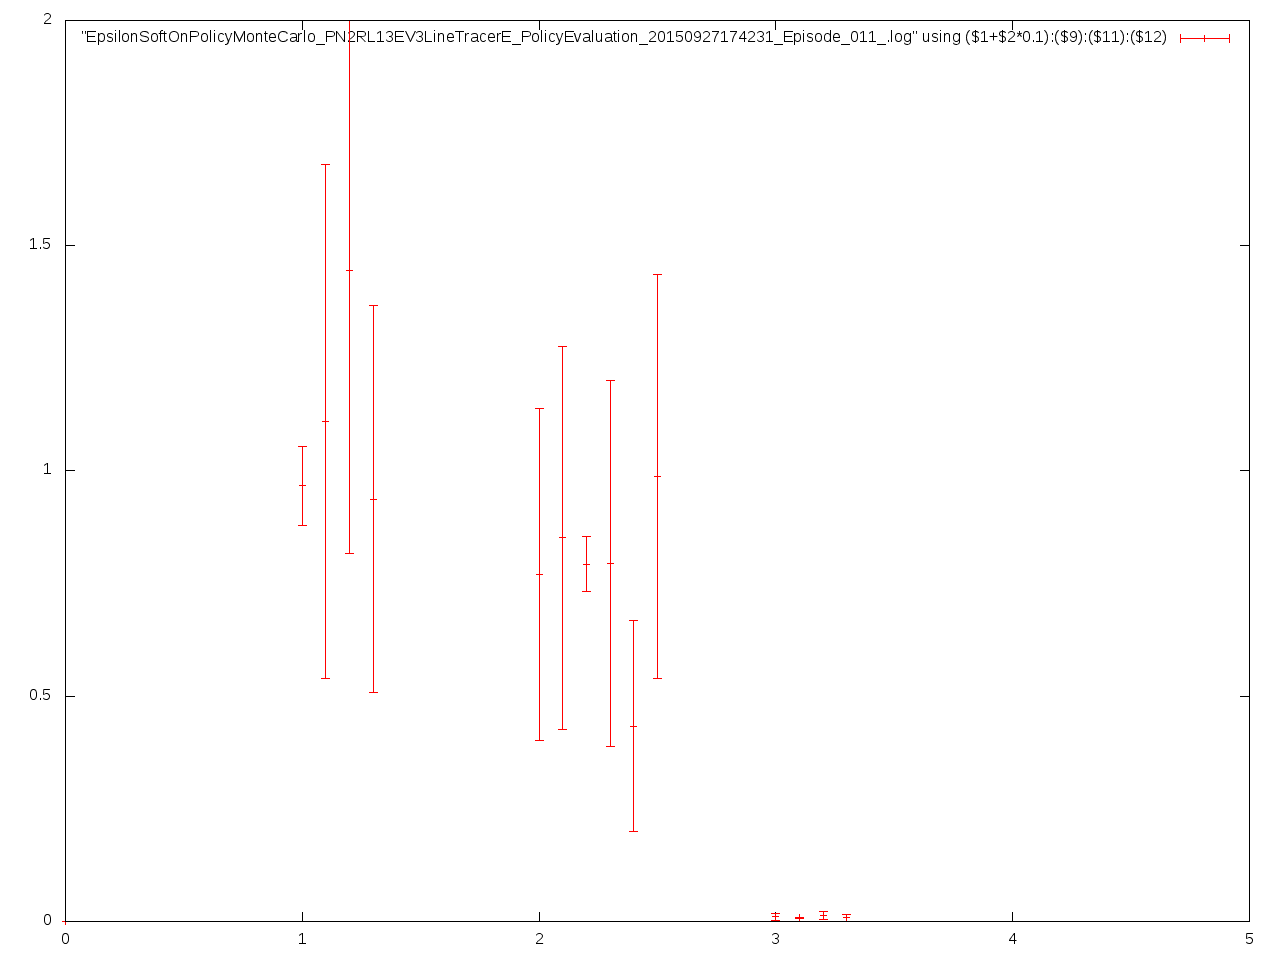 2
"EpsilonSoftOnPolicyMonteCarlo_PN2RL13EV3LineTracerE_PolicyEvaluation_20150927174231_Episode_011_.log" using ($1+$2*0.1):($9):($11):($12)
1.5
1
0.5
0
0 1 2 3 4 5